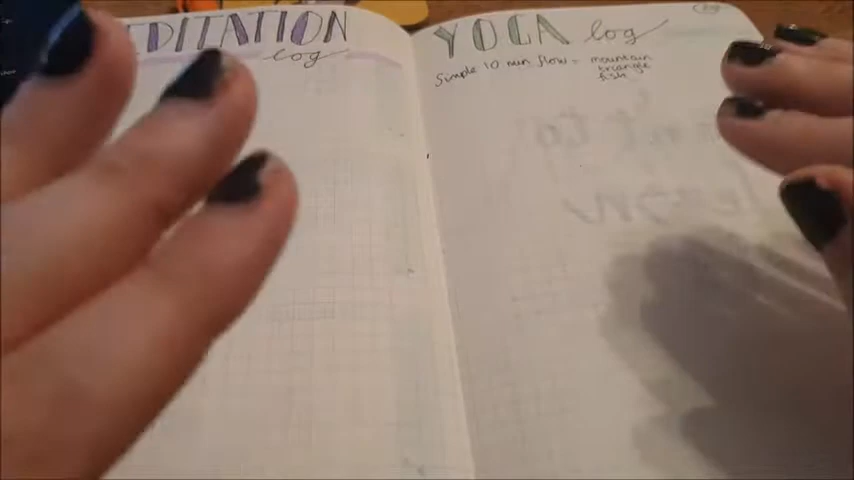 EDITATION
log
YOGA log
Simple 10 min flow = mountain
triangle
fish